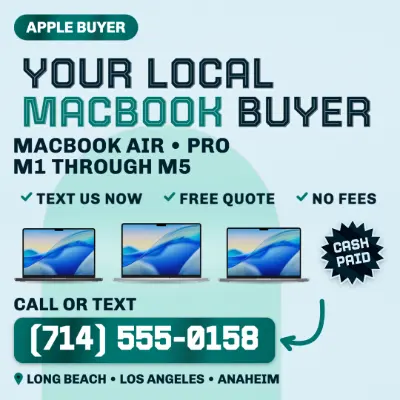 APPLE BUYER
YOUR LOCAL
MACBOOK BUYER
MACBOOK AIR • PRO
M1 THROUGH M5
✓ TEXT US NOW ✓ FREE QUOTE ✓ NO FEES
CASH
PAID
CALL OR TEXT
(714) 555-0158
LONG BEACH • LOS ANGELES • ANAHEIM